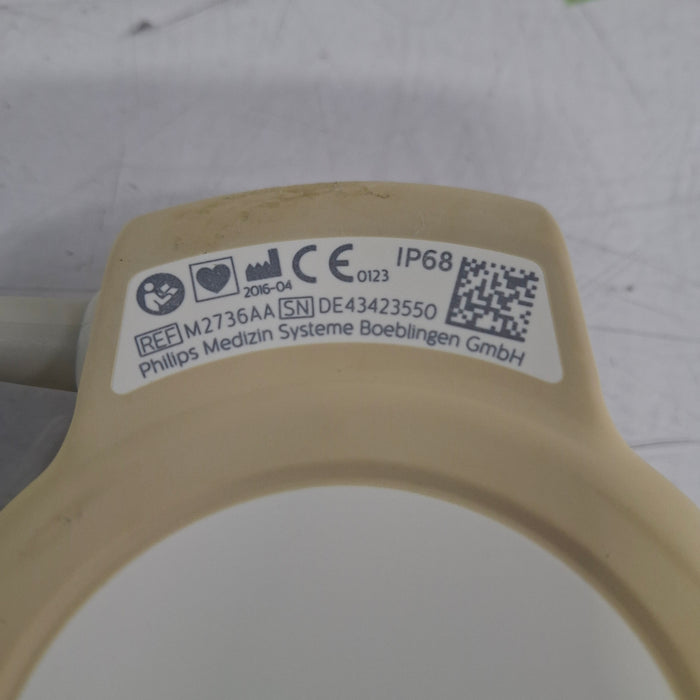 CE 0123 IP68
2016-04
REF M2736AA SN DE43423550
Philips Medizin Systeme Boeblingen GmbH